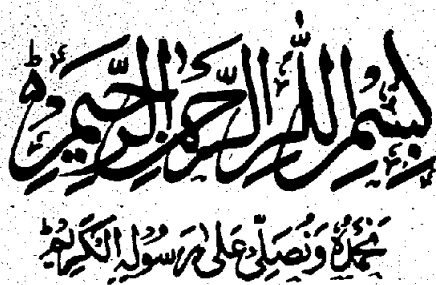 بِسْمِ اللّٰهِ الرَّحْمٰنِ الرَّحِيْمِ
نَحْمَدُهٗ وَنُصَلِّیْ عَلٰی رَسُوْلِهِ الْكَرِيْمِ